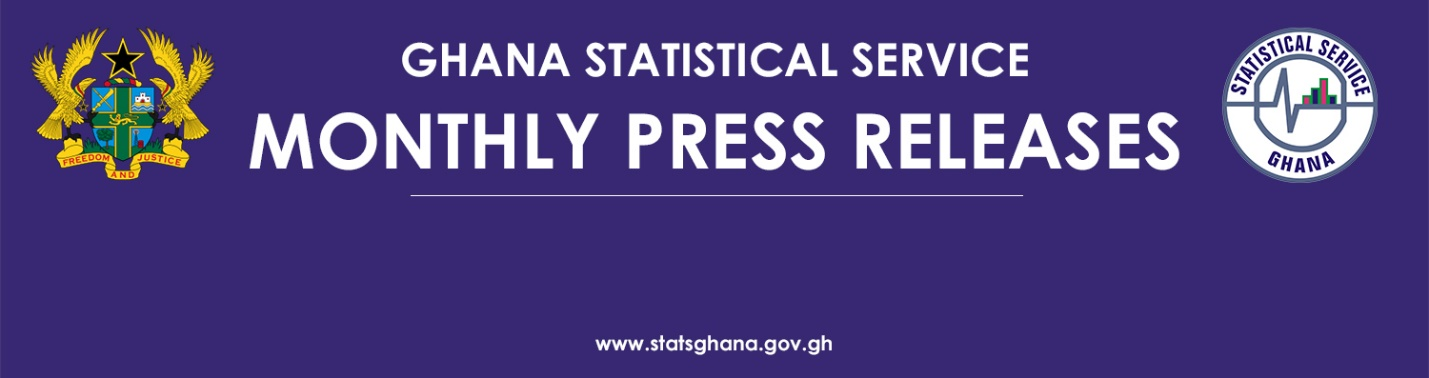 GHANA STATISTICAL SERVICE
MONTHLY PRESS RELEASES
FREEDOM AND JUSTICE
STATISTICAL SERVICE
GHANA
www.statsghana.gov.gh